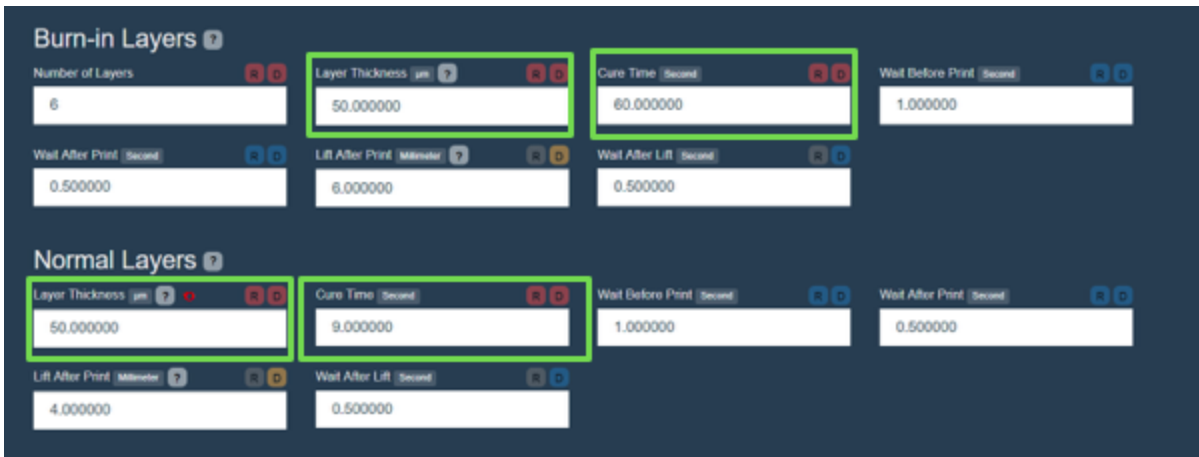 Burn-in Layers ?
Number of Layers R D Layer Thickness µm ? R D Cure Time Second R D Wait Before Print Second R D
6 50.000000 60.000000 1.000000
Wait After Print Second R D Lift After Print Millimeter ? R D Wait After Lift Second R D
0.500000 6.000000 0.500000
Normal Layers ?
Layer Thickness µm ? R D Cure Time Second R D Wait Before Print Second R D Wait After Print Second R D
50.000000 9.000000 1.000000 0.500000
Lift After Print Millimeter ? R D Wait After Lift Second R D
4.000000 0.500000